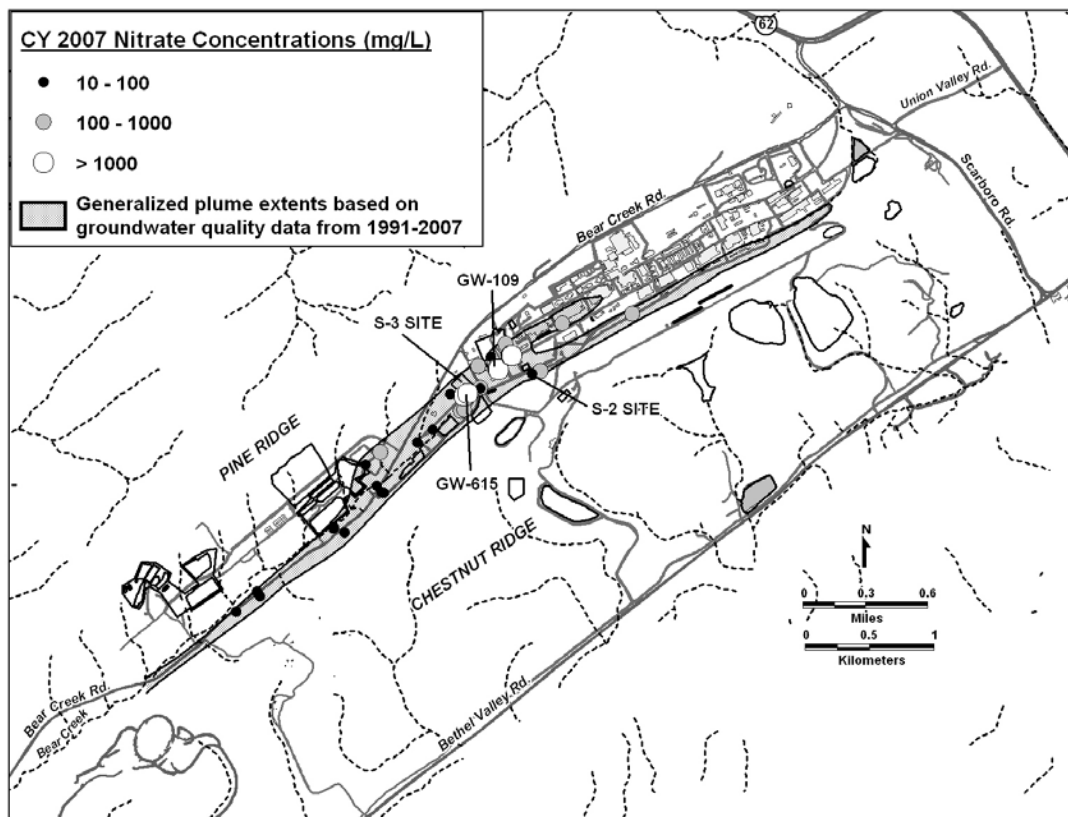 CY 2007 Nitrate Concentrations (mg/L)
10 - 100
100 - 1000
> 1000
Generalized plume extents based on
groundwater quality data from 1991-2007
62
Union Valley Rd.
Scarboro Rd.
Bear Creek Rd.
GW-109
S-3 SITE
S-2 SITE
PINE RIDGE
GW-615
CHESTNUT RIDGE
N
0 0.3 0.6
Miles
0 0.5 1
Kilometers
Bethel Valley Rd.
Bear Creek Rd.
Bear Creek